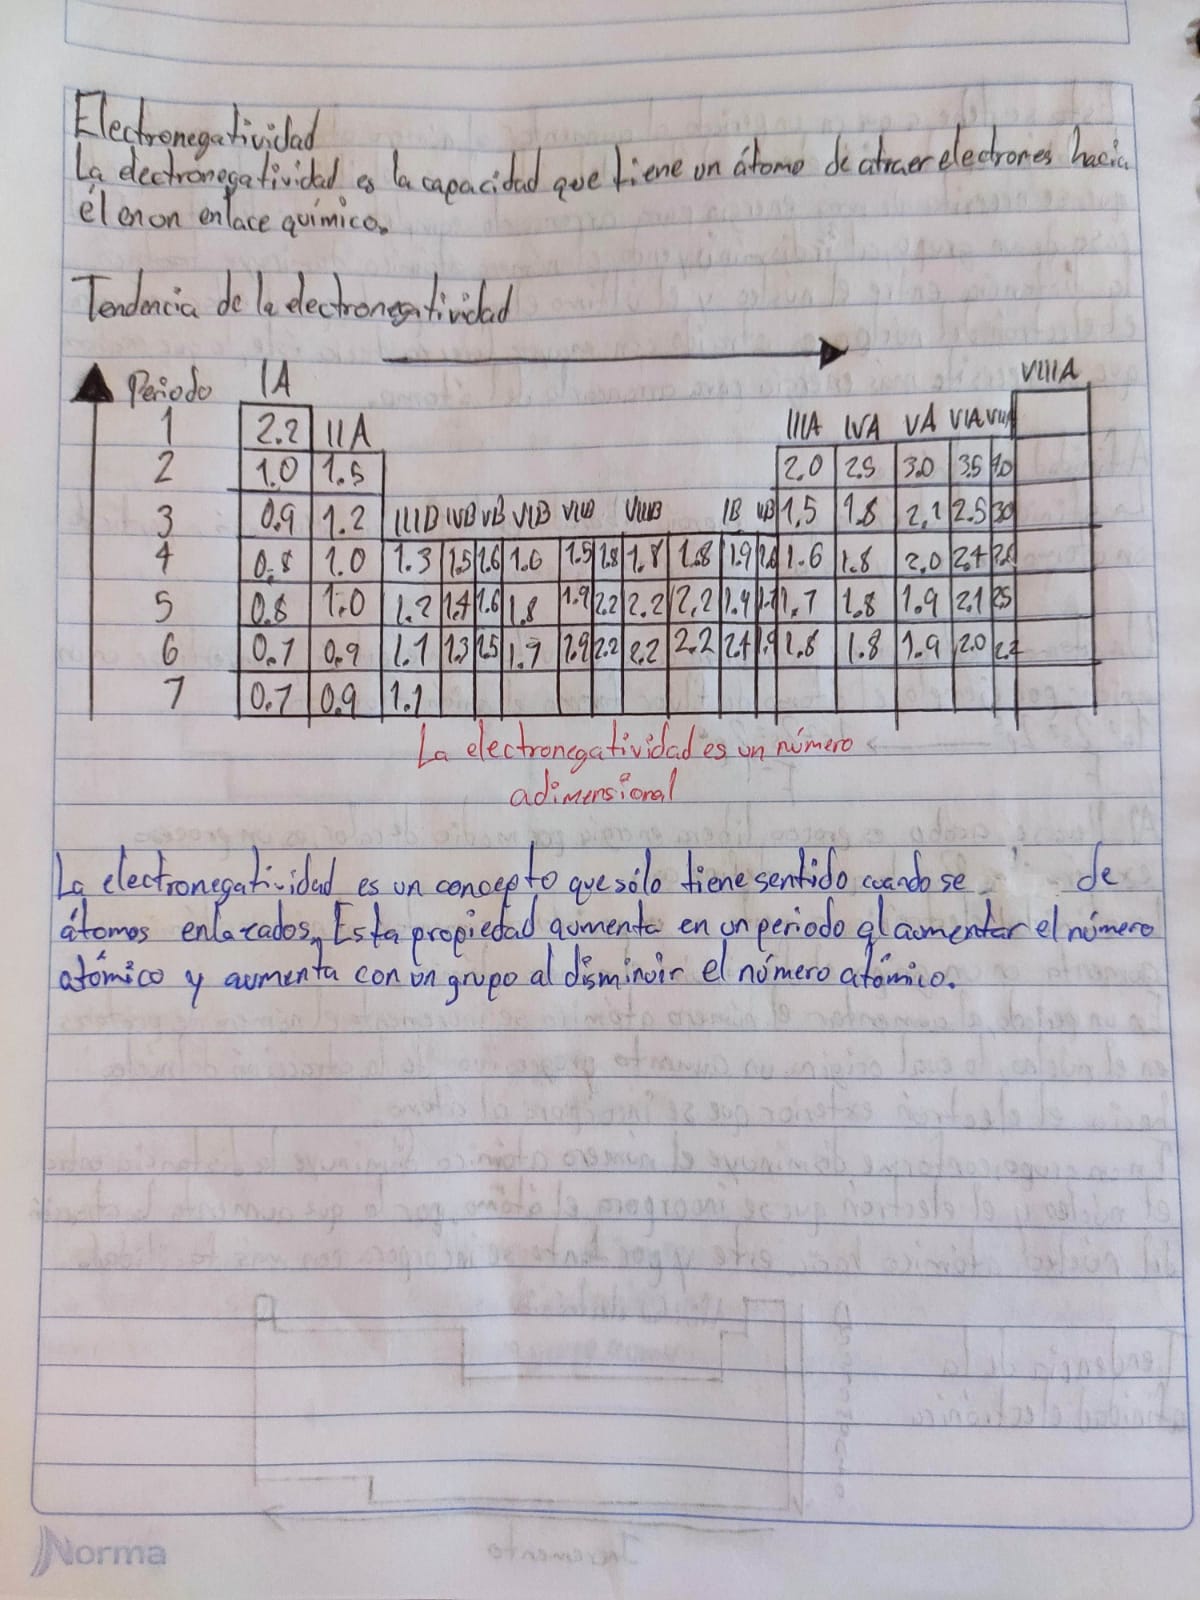 Electronegatividad
La electronegatividad es la capacidad que tiene un átomo de atraer electrones hacia
él en un enlace químico.
Tendencia de la electronegatividad
Periodo IA VIIIA
1 2.2 IIA IIIA IVA VA VIA VIIA
2 1.0 1.5 2.0 2.5 3.0 3.5 4.0
3 0.9 1.2 IIIB IVB VB VIB VIIB VIIIB IB IIB 1,5 1.8 2,1 2.5 30
4 0.8 1.0 1.3 1.5 1.6 1.6 1.5 1.8 1.8 1.8 1.9 1.6 1.8 2.0 2.4
5 0.8 1.0 1.2 1.4 1.6 1.8 1.9 2.2 2.2 2,2 1.9 1.7 1.7 1.8 1.9 2.1 25
6 0.7 0.9 1.1 1.3 1.5 1.7 1.9 2.2 2.2 2.2 2.4 1.9 1.8 1.8 1.9 2.0 2.2
7 0.7 0.9 1.1
La electronegatividad es un número
adimensional
La electronegatividad es un concepto que sólo tiene sentido cuando se de
átomos enlazados, Esta propiedad aumenta en un periodo al aumentar el número
atómico y aumenta con un grupo al disminuir el número atómico.
Norma